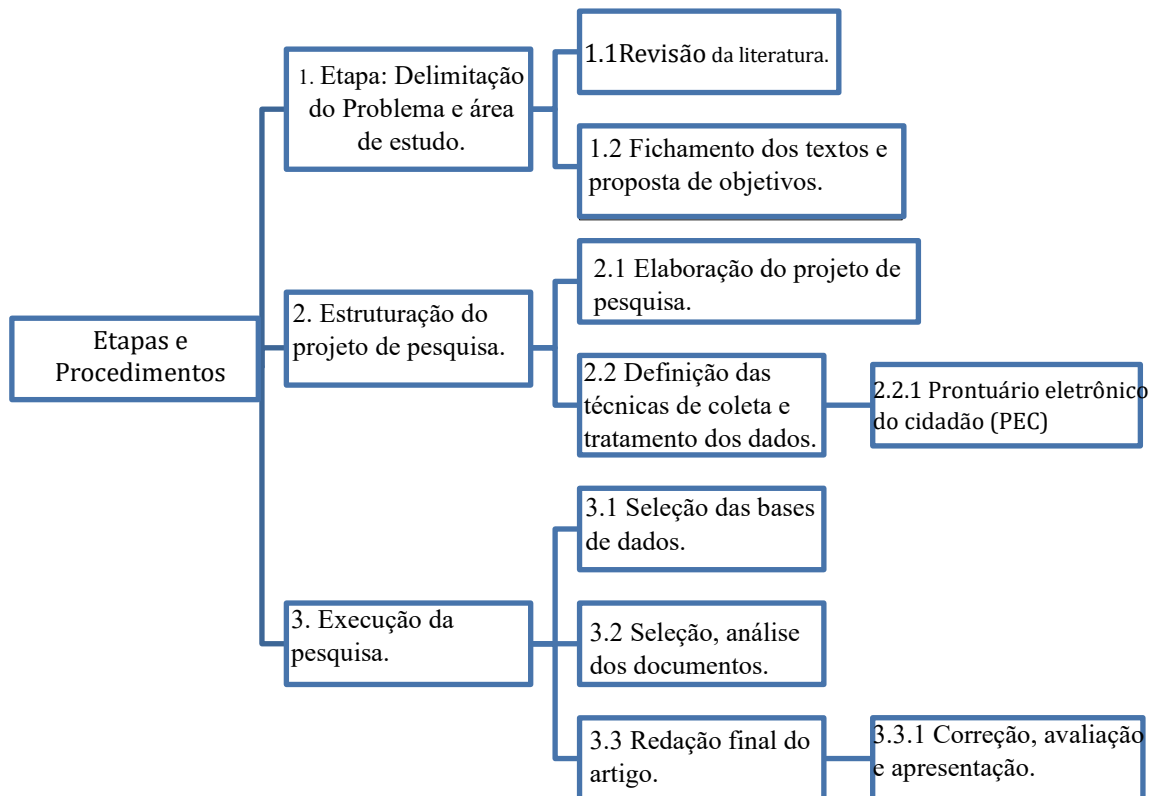 Etapas e
Procedimentos
1. Etapa: Delimitação
do Problema e área
de estudo.
1.1Revisão da literatura.
1.2 Fichamento dos textos e
proposta de objetivos.
2. Estruturação do
projeto de pesquisa.
2.1 Elaboração do projeto de
pesquisa.
2.2 Definição das
técnicas de coleta e
tratamento dos dados.
2.2.1 Prontuário eletrônico
do cidadão (PEC)
3. Execução da
pesquisa.
3.1 Seleção das bases
de dados.
3.2 Seleção, análise
dos documentos.
3.3 Redação final do
artigo.
3.3.1 Correção, avaliação
e apresentação.